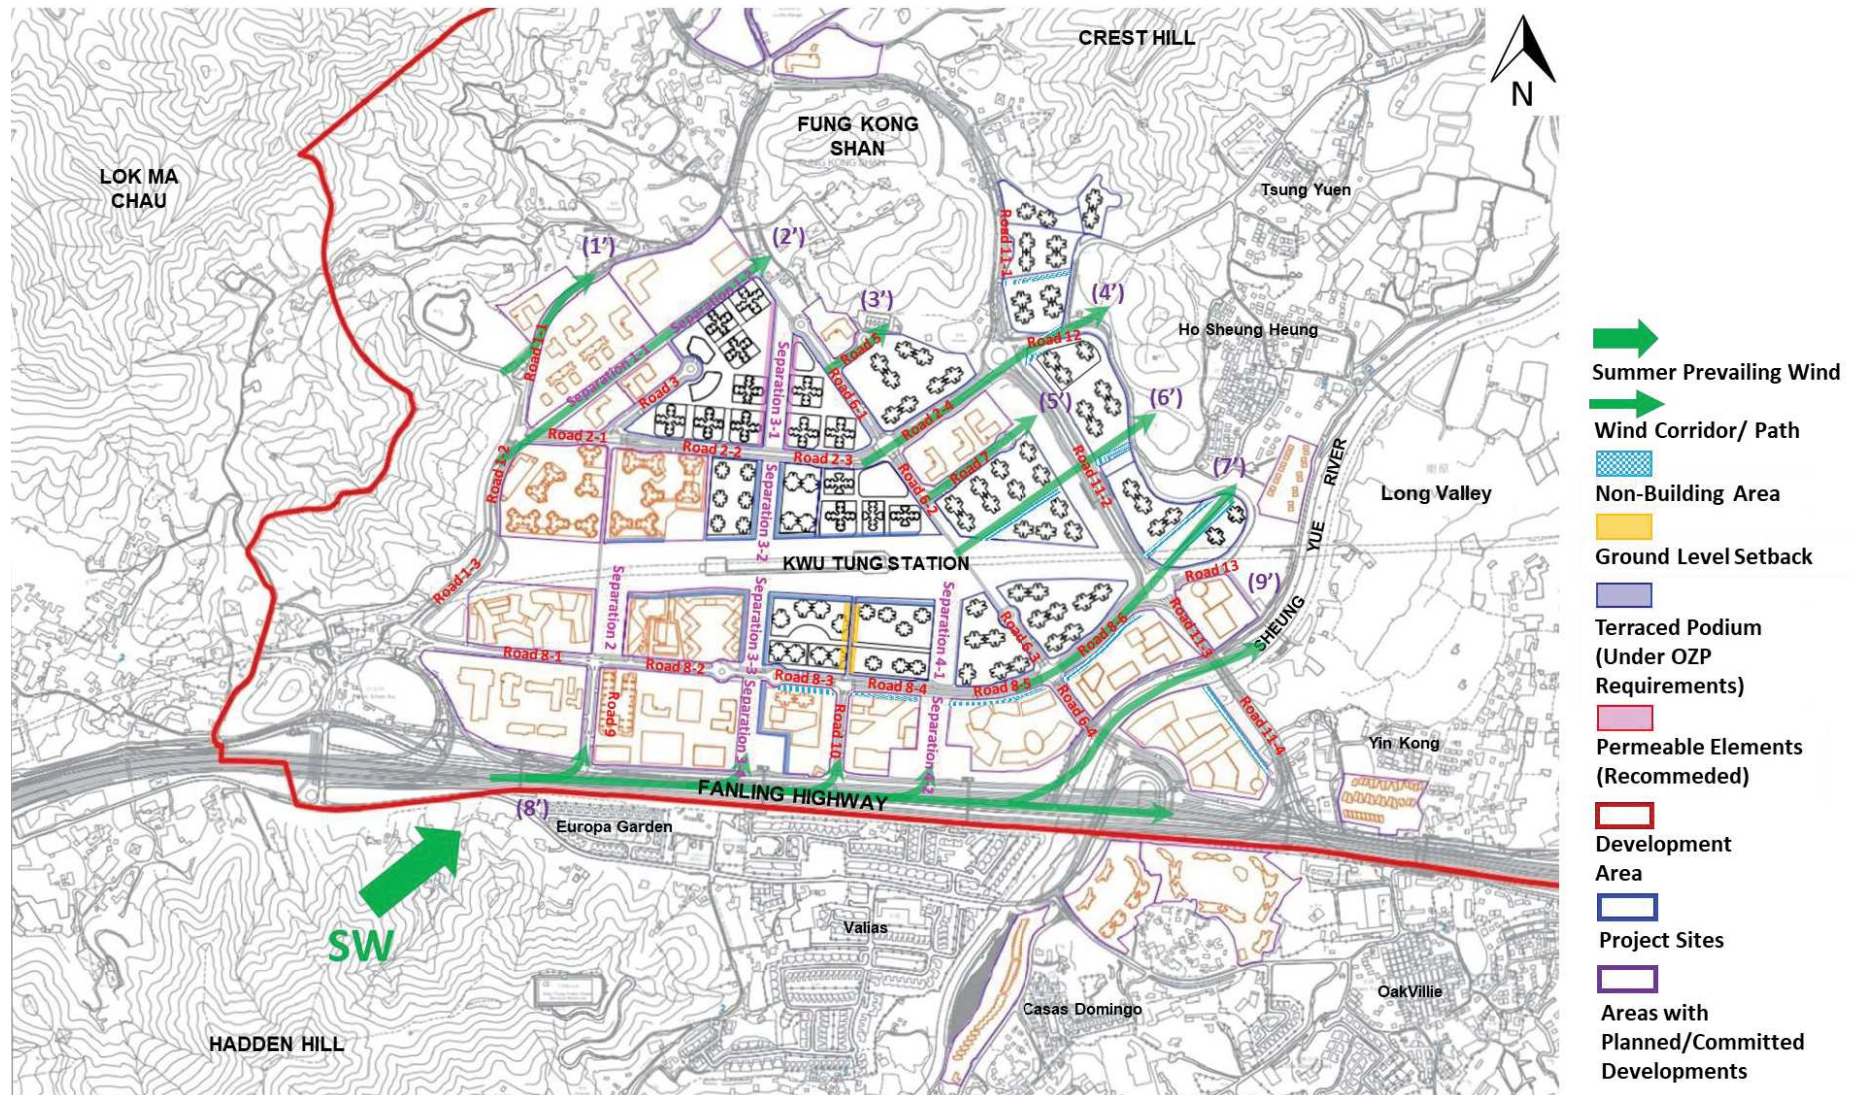 CREST HILL
N
FUNG KONG
SHAN
FUNG KONG SHAN
LOK MA
CHAU
Tsung Yuen
Road 11-1
(1')
(2')
(3')
(4')
Ho Sheung Heung
Road 1-1
Separation 1-1
Road 3
Separation 3-1
Road 5
Road 6-1
Road 12
Road 2-4
(5')
(6')
Road 2-1
Road 2-2
Road 2-3
Road 1-2
Road 7
Road 6-2
Road 11-2
(7')
RIVER
YUE
SHEUNG
Long Valley
Separation 3-2
KWU TUNG STATION
Road 1-3
Separation 2
Separation 3-3
Separation 4-1
Road 13
(9')
Road 6-3
Road 8-6
Road 11-3
Road 8-1
Road 8-2
Road 8-3
Road 8-4
Road 8-5
Road 9
Road 10
Road 6-4
Road 11-4
Yin Kong
FANLING HIGHWAY
(8')
Europa Garden
SW
Valias
Casas Domingo
OakVillie
HADDEN HILL
Summer Prevailing Wind
Wind Corridor/ Path
Non-Building Area
Ground Level Setback
Terraced Podium
(Under OZP
Requirements)
Permeable Elements
(Recommeded)
Development
Area
Project Sites
Areas with
Planned/Committed
Developments